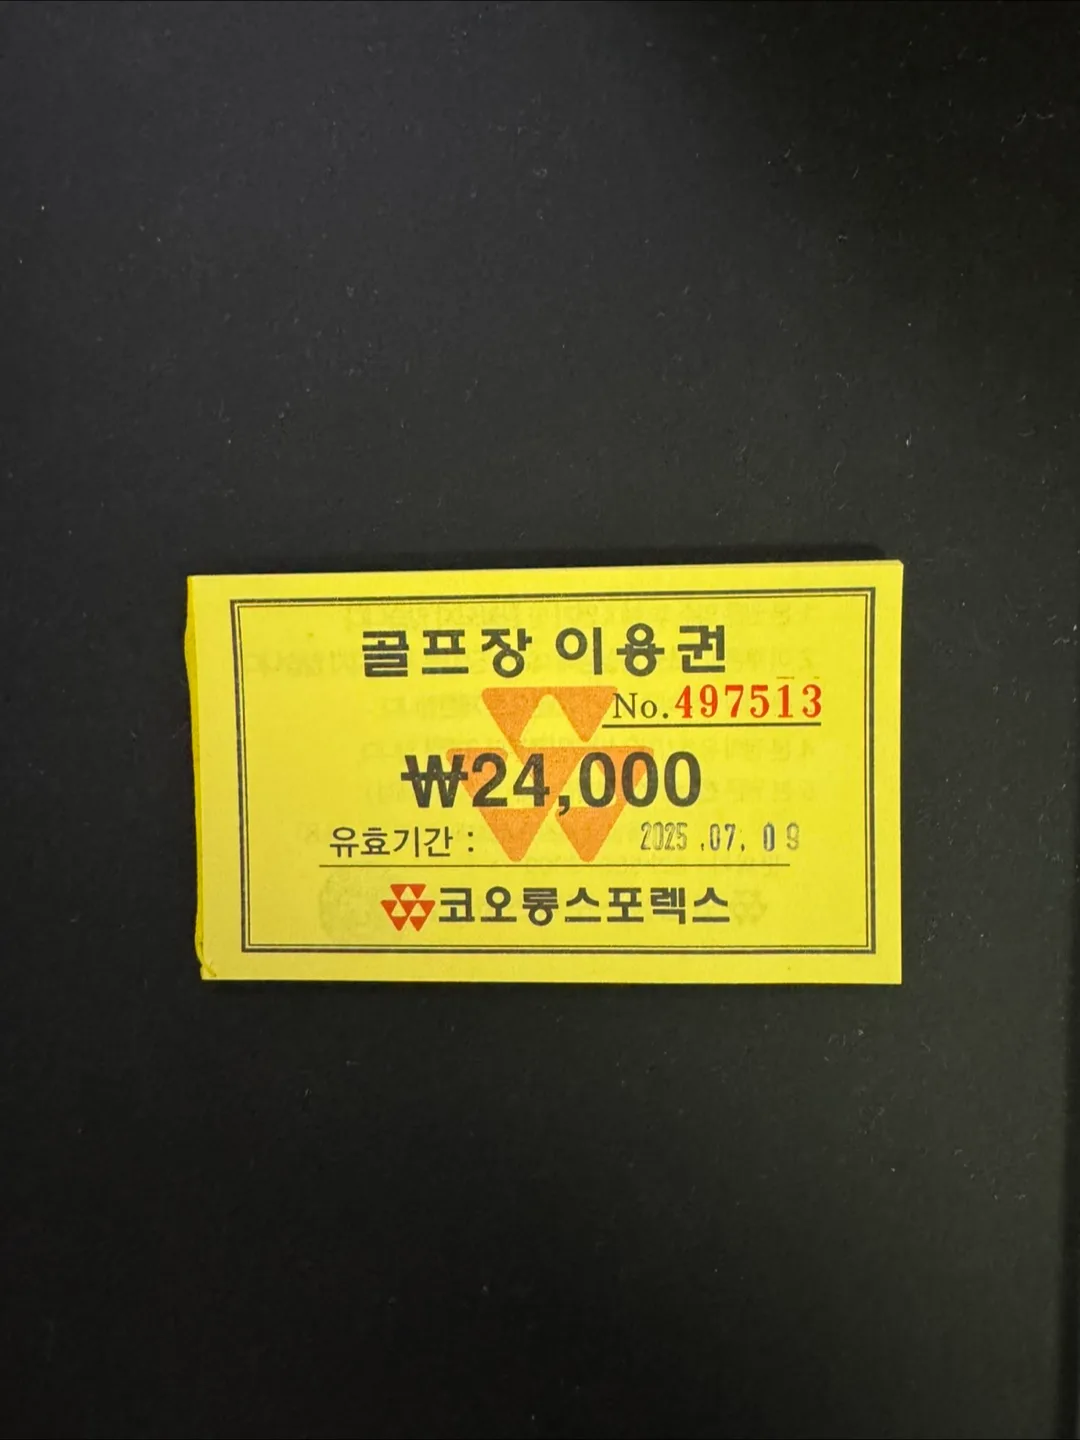 골프장 이용권
No.497513
₩24,000
유효기간 : 2025.07.09
코오롱스포렉스